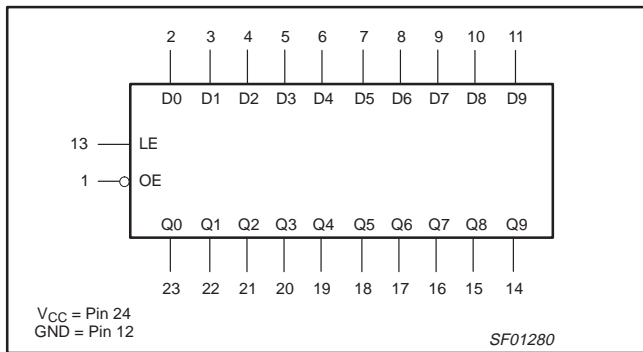 2 3 4 5 6 7 8 9 10 11
D0 D1 D2 D3 D4 D5 D6 D7 D8 D9
13 LE
1 OE
Q0 Q1 Q2 Q3 Q4 Q5 Q6 Q7 Q8 Q9
23 22 21 20 19 18 17 16 15 14
VCC = Pin 24
GND = Pin 12
SF01280